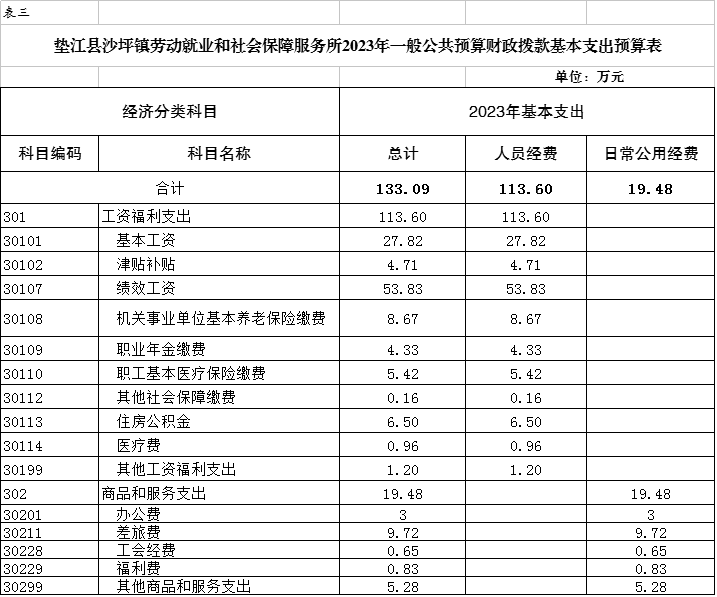 表三
垫江县沙坪镇劳动就业和社会保障服务所2023年一般公共预算财政拨款基本支出预算表
单位：万元
经济分类科目 2023年基本支出
科目编码 科目名称 总计 人员经费 日常公用经费
合计 133.09 113.60 19.48
301 工资福利支出 113.60 113.60
30101 基本工资 27.82 27.82
30102 津贴补贴 4.71 4.71
30107 绩效工资 53.83 53.83
30108 机关事业单位基本养老保险缴费 8.67 8.67
30109 职业年金缴费 4.33 4.33
30110 职工基本医疗保险缴费 5.42 5.42
30112 其他社会保障缴费 0.16 0.16
30113 住房公积金 6.50 6.50
30114 医疗费 0.96 0.96
30199 其他工资福利支出 1.20 1.20
302 商品和服务支出 19.48 19.48
30201 办公费 3 3
30211 差旅费 9.72 9.72
30228 工会经费 0.65 0.65
30229 福利费 0.83 0.83
30299 其他商品和服务支出 5.28 5.28